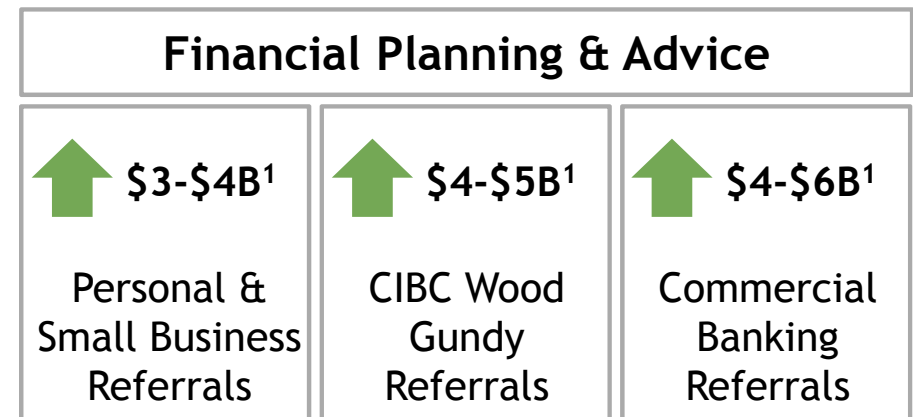 Financial Planning & Advice
$3-$4B¹
Personal &
Small Business
Referrals
$4-$5B¹
CIBC Wood
Gundy
Referrals
$4-$6B¹
Commercial
Banking
Referrals